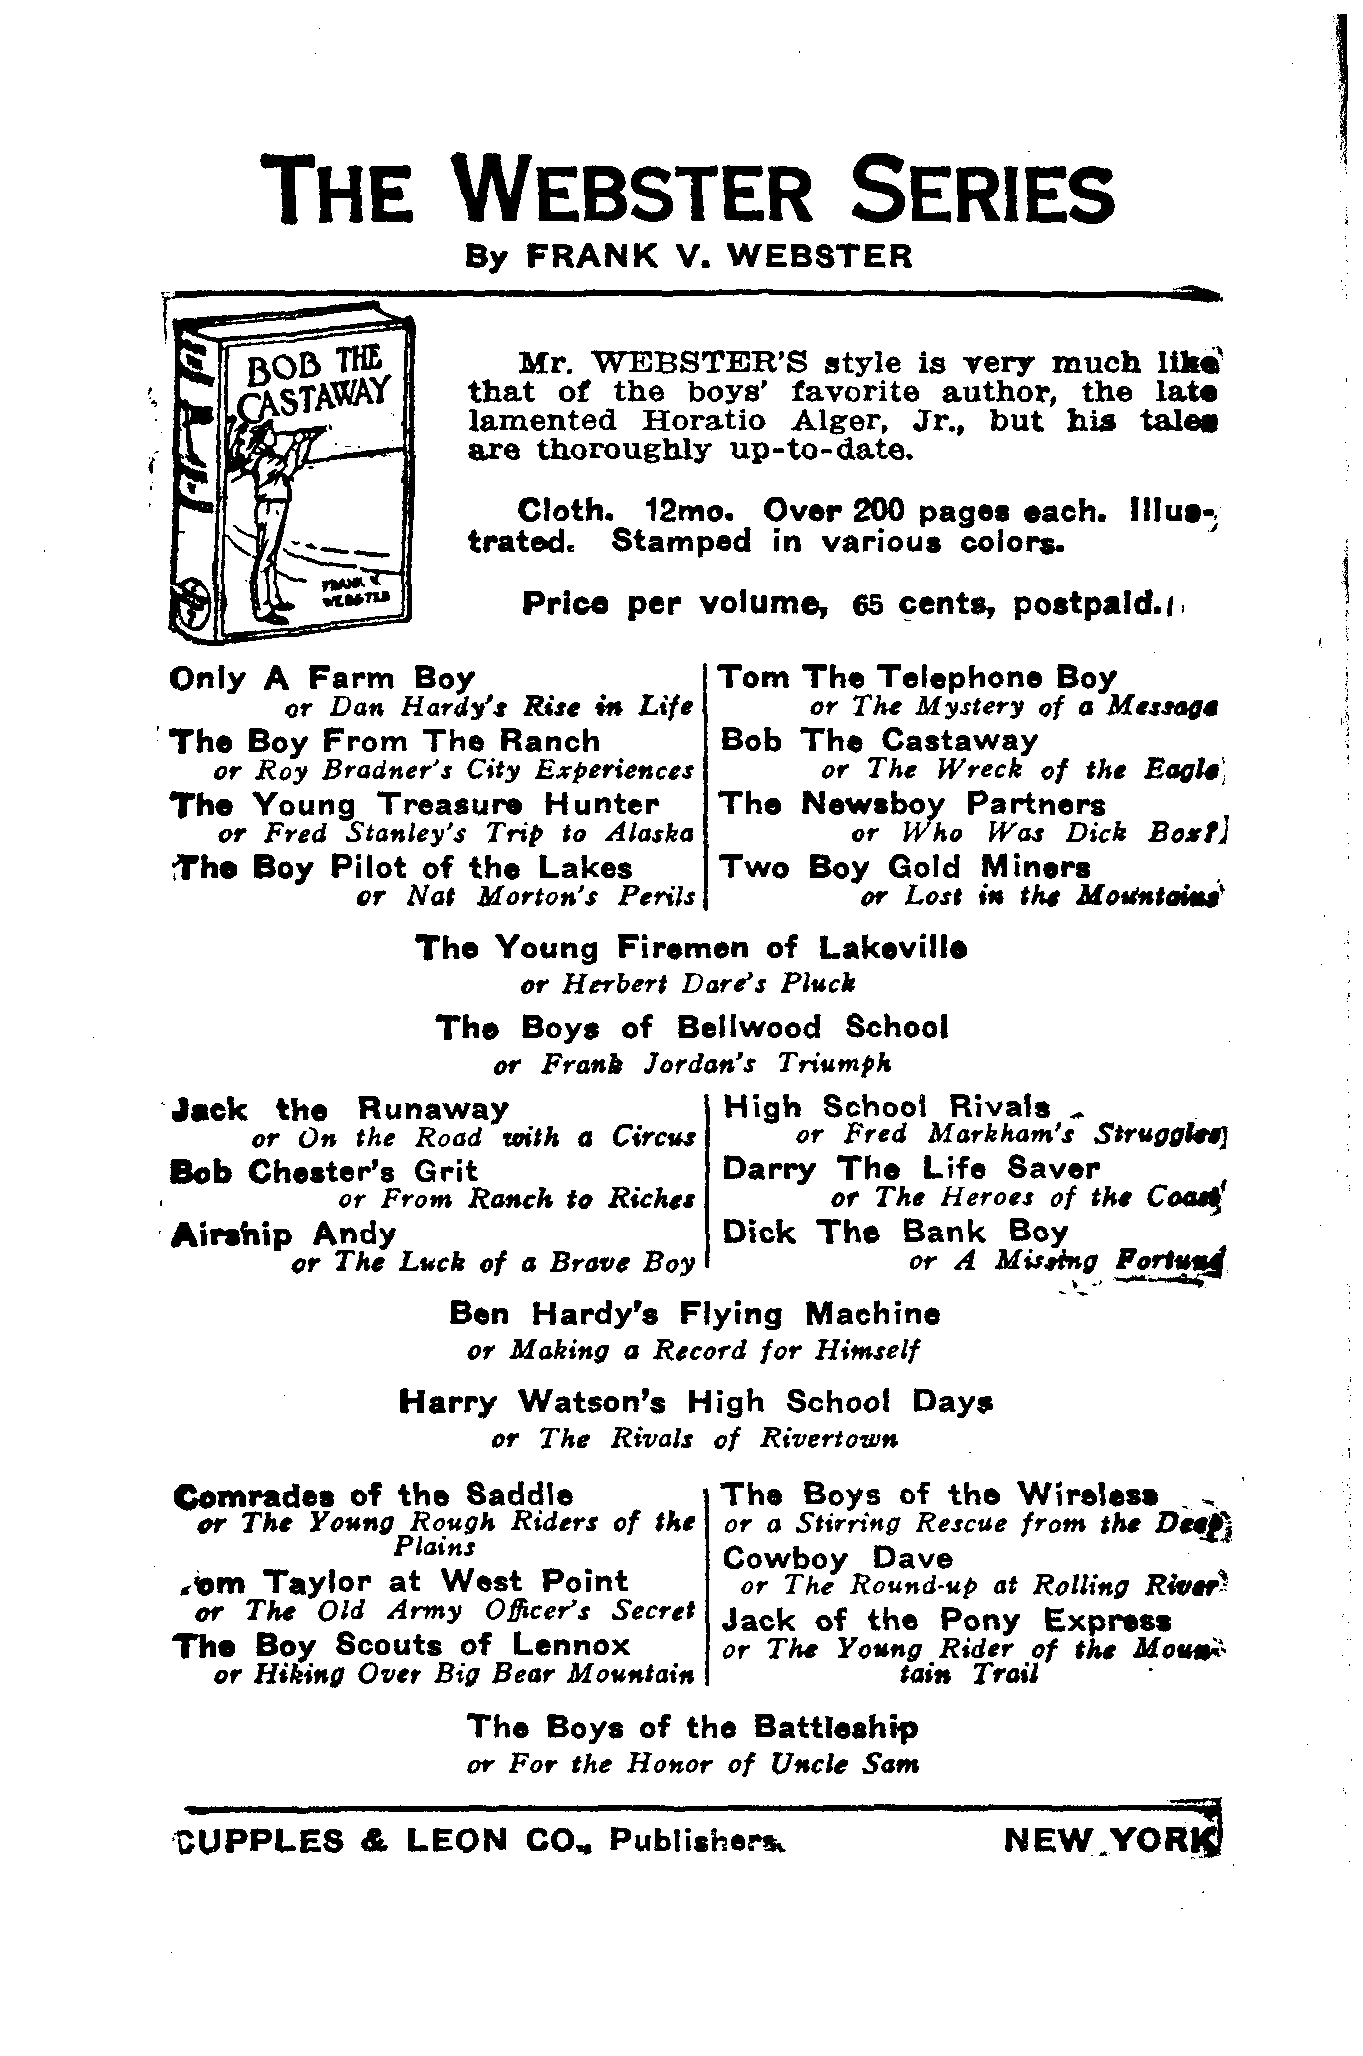 THE WEBSTER SERIES
By FRANK V. WEBSTER
BOB THE
CASTAWAY
FRANK V.
WEBSTER
Mr. WEBSTER'S style is very much like
that of the boys' favorite author, the late
lamented Horatio Alger, Jr., but his tales
are thoroughly up-to-date.
Cloth. 12mo. Over 200 pages each. Illus-
trated. Stamped in various colors.
Price per volume, 65 cents, postpaid.
Only A Farm Boy
or Dan Hardy's Rise in Life
The Boy From The Ranch
or Roy Bradner's City Experiences
The Young Treasure Hunter
or Fred Stanley's Trip to Alaska
The Boy Pilot of the Lakes
or Nat Morton's Perils
Tom The Telephone Boy
or The Mystery of a Message
Bob The Castaway
or The Wreck of the Eagle
The Newsboy Partners
or Who Was Dick Box?
Two Boy Gold Miners
or Lost in the Mountains
The Young Firemen of Lakeville
or Herbert Dare's Pluck
The Boys of Bellwood School
or Frank Jordan's Triumph
Jack the Runaway
or On the Road with a Circus
Bob Chester's Grit
or From Ranch to Riches
Airship Andy
or The Luck of a Brave Boy
High School Rivals
or Fred Markham's Struggles
Darry The Life Saver
or The Heroes of the Coast
Dick The Bank Boy
or A Missing Fortune
Ben Hardy's Flying Machine
or Making a Record for Himself
Harry Watson's High School Days
or The Rivals of Rivertown
Comrades of the Saddle
or The Young Rough Riders of the
Plains
Tom Taylor at West Point
or The Old Army Officer's Secret
The Boy Scouts of Lennox
or Hiking Over Big Bear Mountain
The Boys of the Wireless
or a Stirring Rescue from the Deep
Cowboy Dave
or The Round-up at Rolling River
Jack of the Pony Express
or The Young Rider of the Moun-
tain Trail
The Boys of the Battleship
or For the Honor of Uncle Sam
CUPPLES & LEON CO., Publishers, NEW YORK